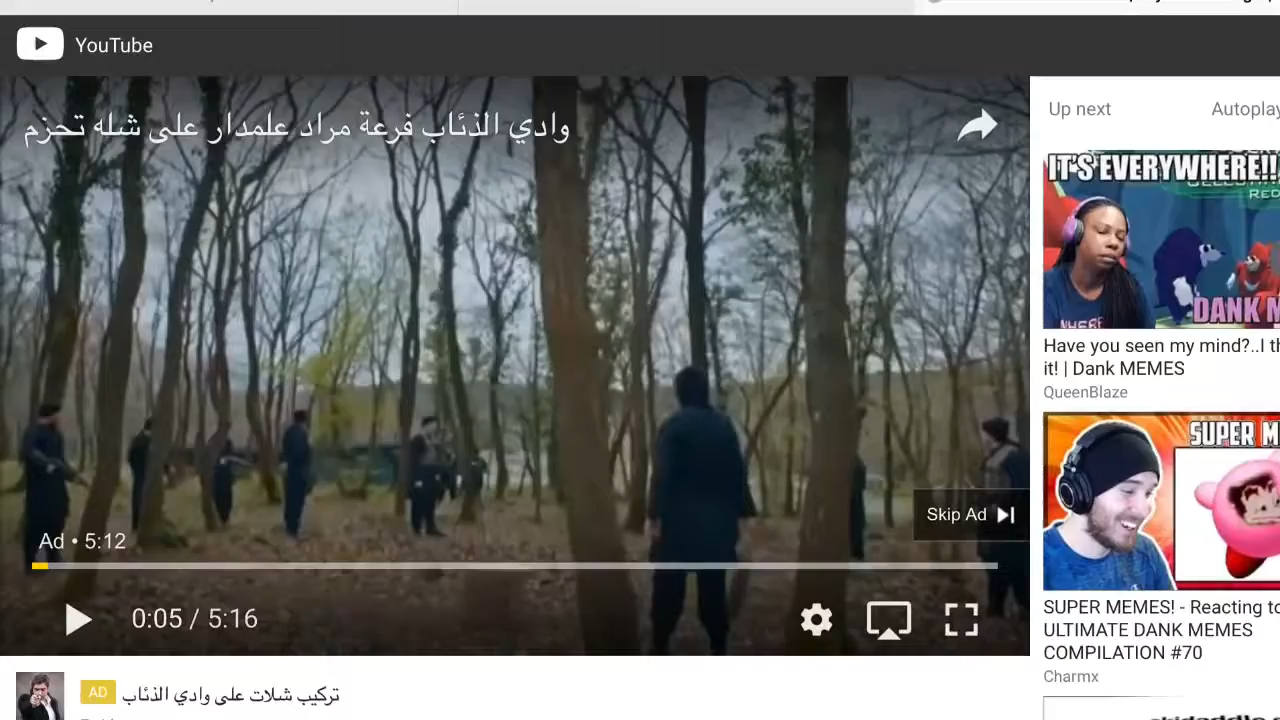 YouTube
وادي الذئاب فرعة مراد علمدار على شله تحزم
Skip Ad
Ad • 5:12
0:05 / 5:16
AD تركيب شلات على وادي الذئاب
Up next
Autoplay
IT'S EVERYWHERE!!
DANK M
Have you seen my mind?..I th
it! | Dank MEMES
QueenBlaze
SUPER M
SUPER MEMES! - Reacting to
ULTIMATE DANK MEMES
COMPILATION #70
Charmx